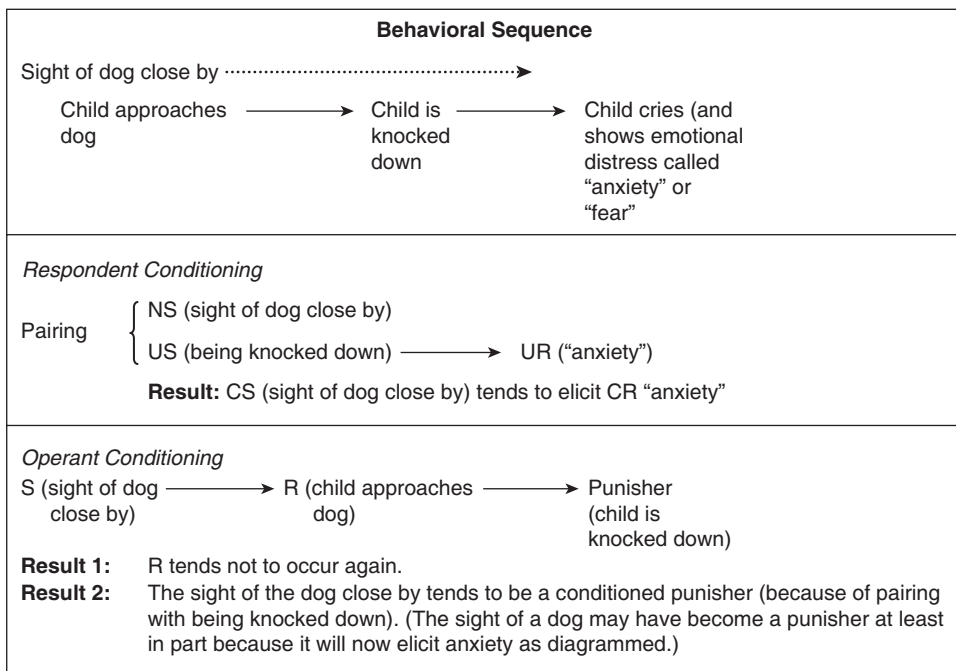 Behavioral Sequence
Sight of dog close by
Child approaches dog
Child is knocked down
Child cries (and shows emotional distress called “anxiety” or “fear”
Respondent Conditioning
Pairing
NS (sight of dog close by)
US (being knocked down) UR (“anxiety”)
Result: CS (sight of dog close by) tends to elicit CR “anxiety”
Operant Conditioning
S (sight of dog close by)
R (child approaches dog)
Punisher (child is knocked down)
Result 1: R tends not to occur again.
Result 2: The sight of the dog close by tends to be a conditioned punisher (because of pairing
with being knocked down). (The sight of a dog may have become a punisher at least
in part because it will now elicit anxiety as diagrammed.)